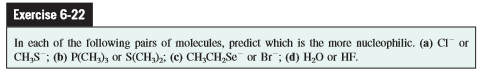 Exercise 6-22
In each of the following pairs of molecules, predict which is the more nucleophilic. (a) Cl⁻ or
CH₃S⁻; (b) P(CH₃)₃ or S(CH₃)₂; (c) CH₃CH₂Se⁻ or Br⁻; (d) H₂O or HF.